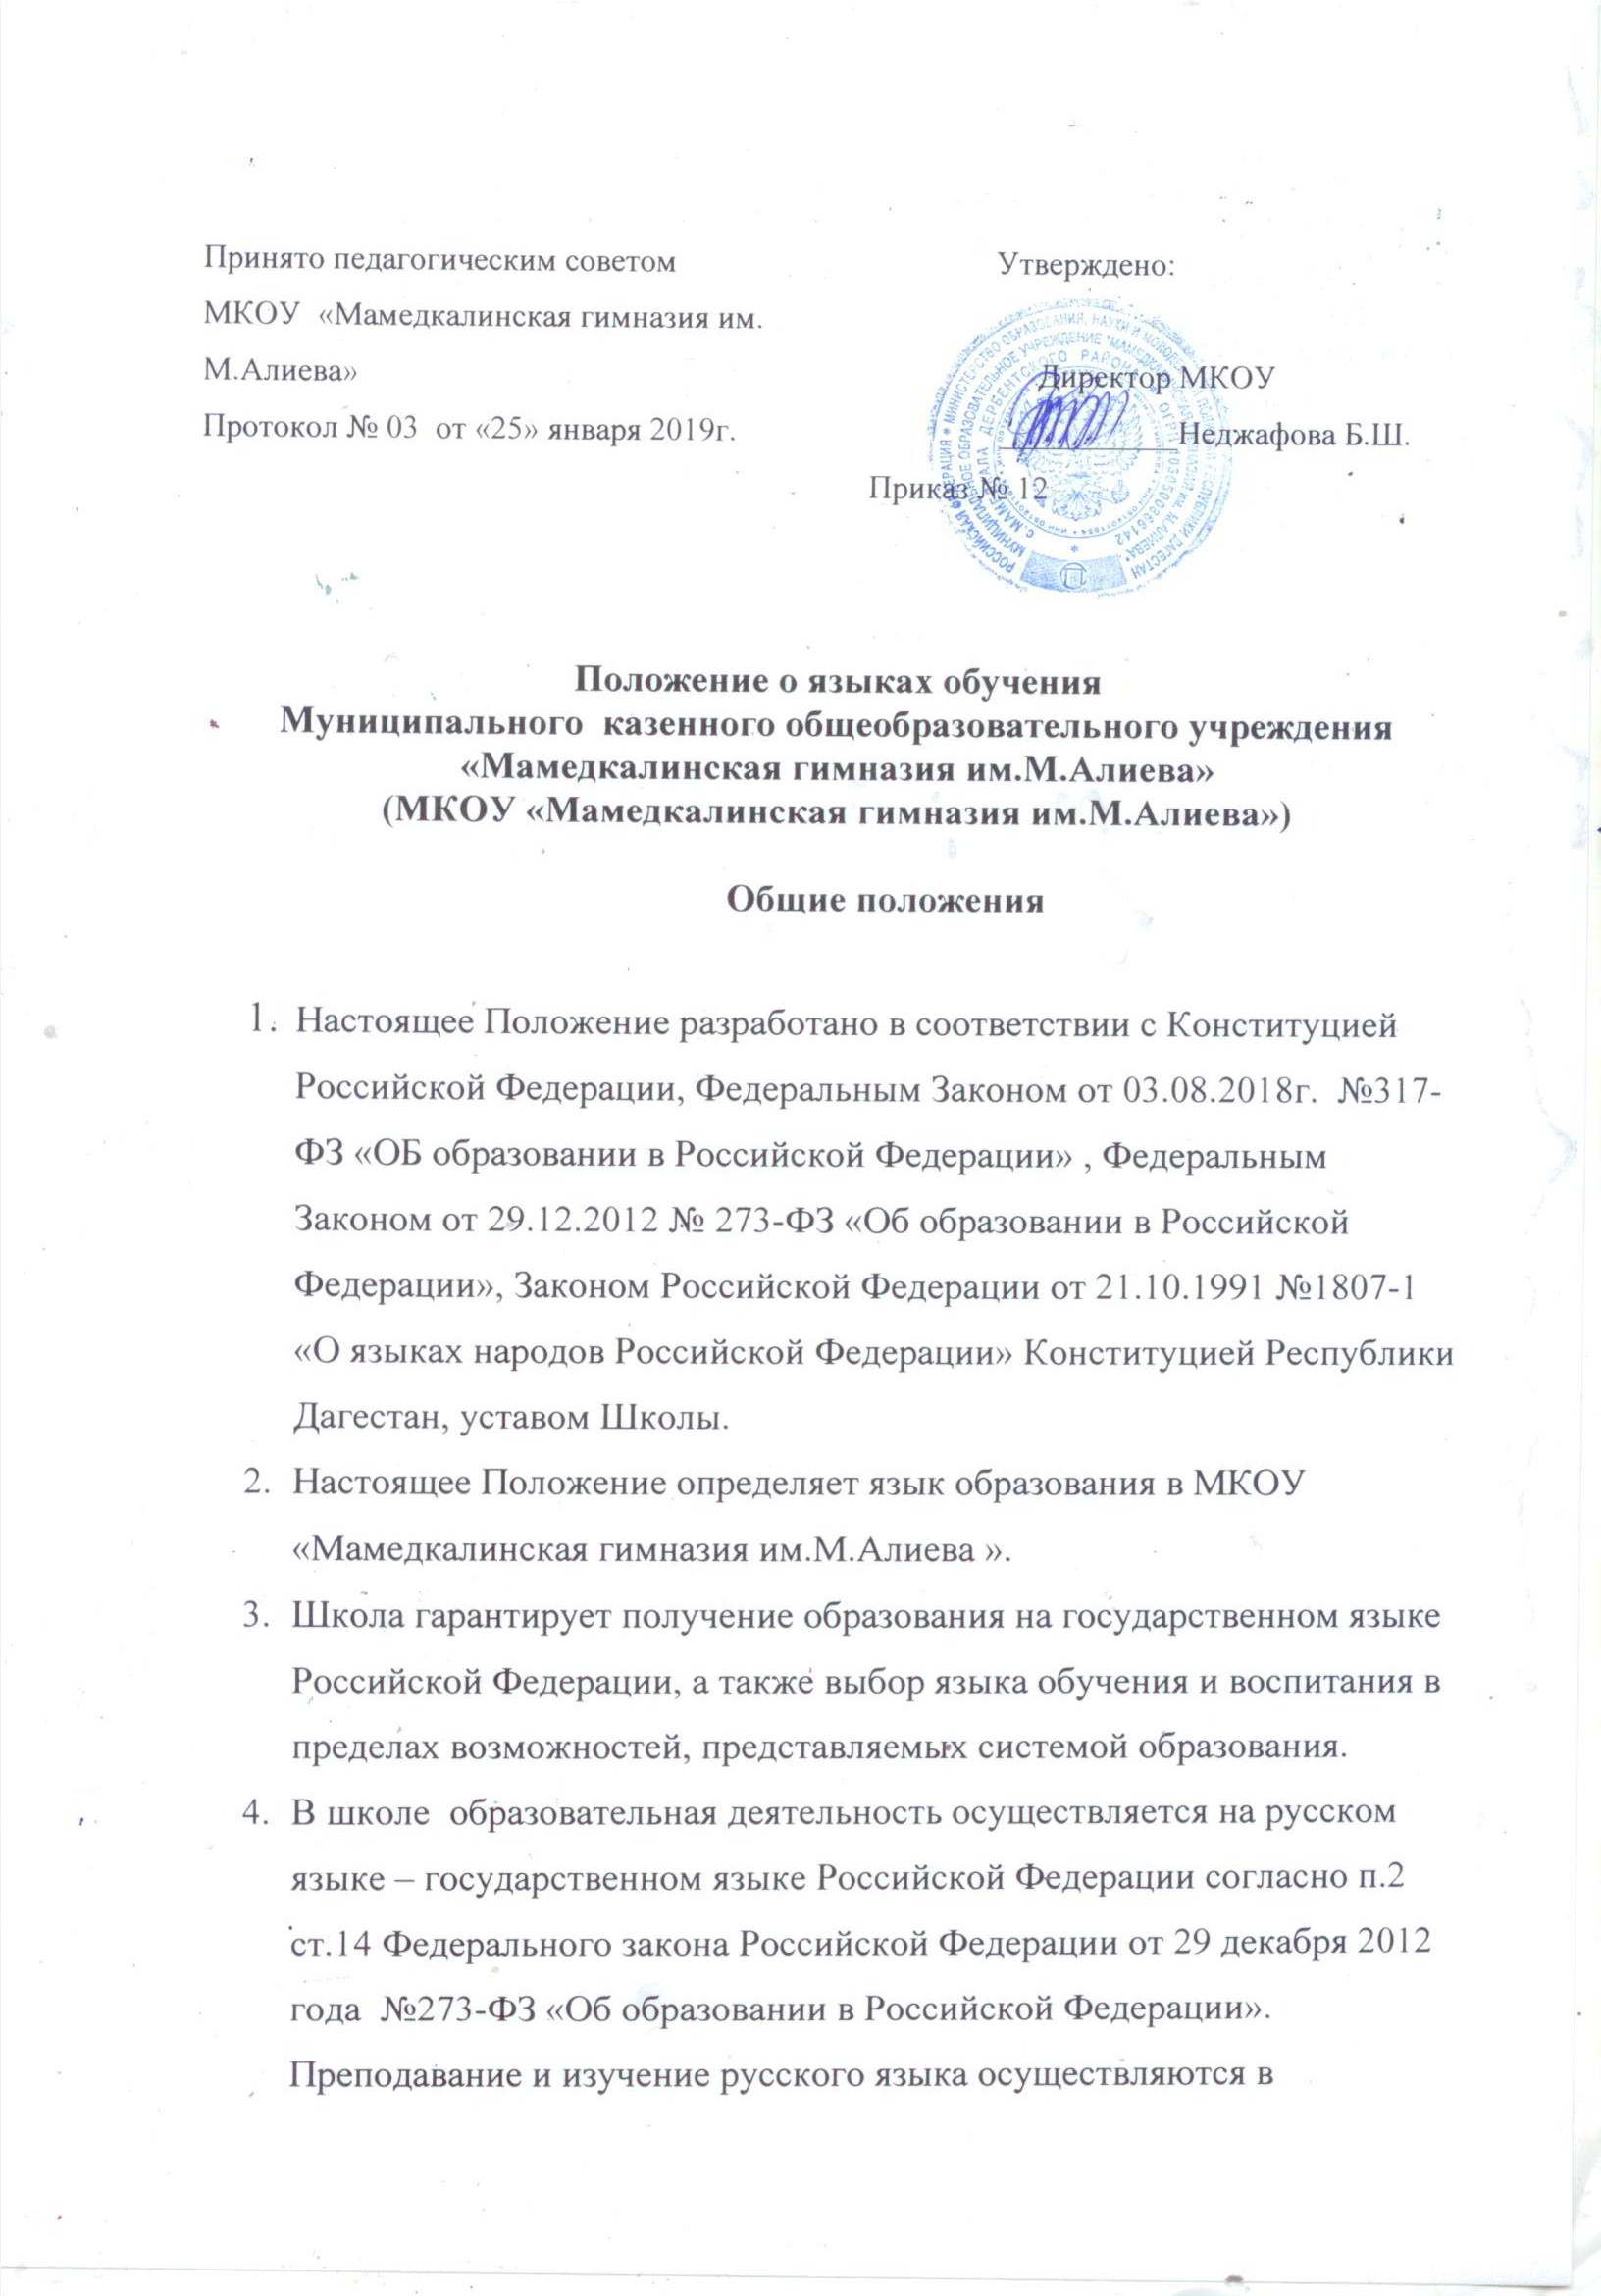 Принято педагогическим советом
МКОУ «Мамедкалинская гимназия им.
М.Алиева»
Протокол № 03 от «25» января 2019г.
Утверждено:
Директор МКОУ
Неджафова Б.Ш.
Приказ № 12
Положение о языках обучения
Муниципального казенного общеобразовательного учреждения
«Мамедкалинская гимназия им.М.Алиева»
(МКОУ «Мамедкалинская гимназия им.М.Алиева»)
Общие положения
1. Настоящее Положение разработано в соответствии с Конституцией
Российской Федерации, Федеральным Законом от 03.08.2018г. №317-
ФЗ «ОБ образовании в Российской Федерации» , Федеральным
Законом от 29.12.2012 № 273-ФЗ «Об образовании в Российской
Федерации», Законом Российской Федерации от 21.10.1991 №1807-1
«О языках народов Российской Федерации» Конституцией Республики
Дагестан, уставом Школы.
2. Настоящее Положение определяет язык образования в МКОУ
«Мамедкалинская гимназия им.М.Алиева ».
3. Школа гарантирует получение образования на государственном языке
Российской Федерации, а также выбор языка обучения и воспитания в
пределах возможностей, представляемых системой образования.
4. В школе образовательная деятельность осуществляется на русском
языке – государственном языке Российской Федерации согласно п.2
ст.14 Федерального закона Российской Федерации от 29 декабря 2012
года №273-ФЗ «Об образовании в Российской Федерации».
Преподавание и изучение русского языка осуществляются в